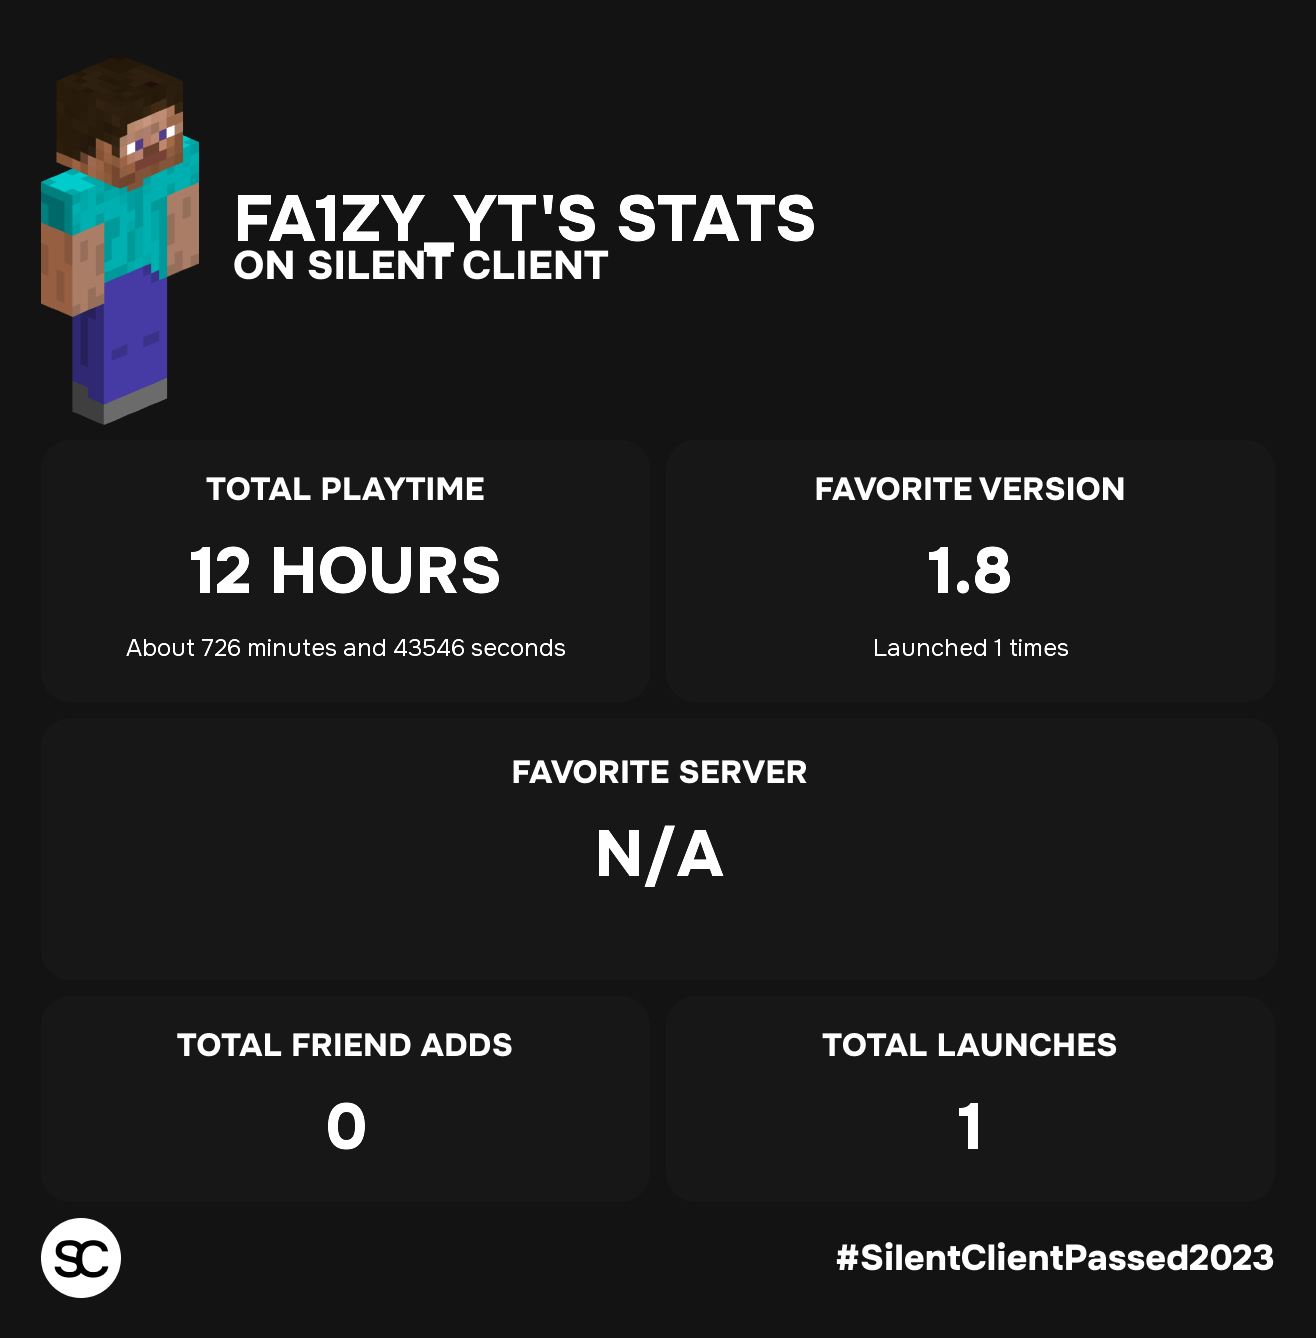 FA1ZY_YT'S STATS
ON SILENT CLIENT
TOTAL PLAYTIME
12 HOURS
About 726 minutes and 43546 seconds
FAVORITE VERSION
1.8
Launched 1 times
FAVORITE SERVER
N/A
TOTAL FRIEND ADDS
0
TOTAL LAUNCHES
1
SC
#SilentClientPassed2023